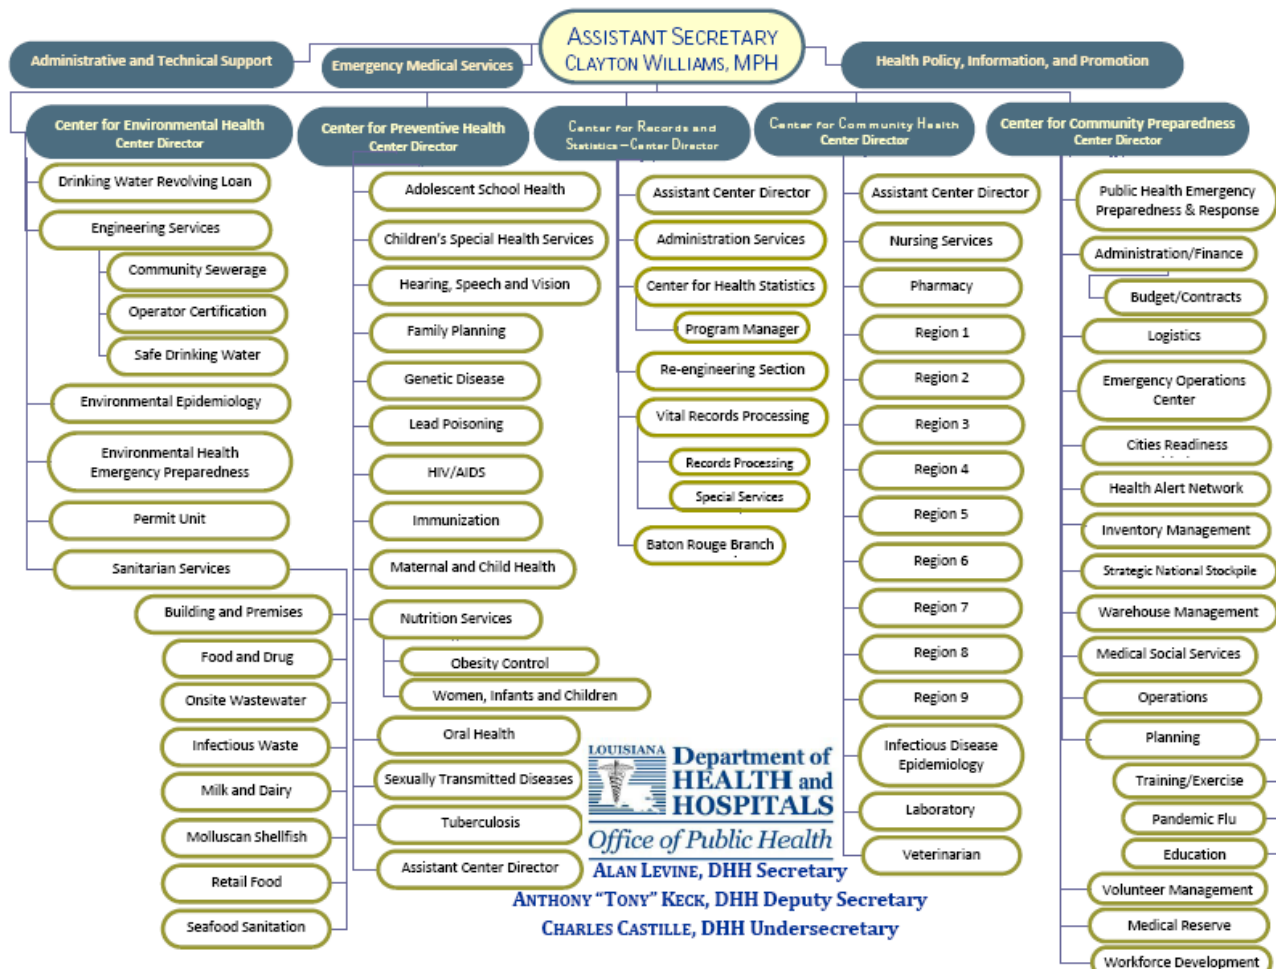 ASSISTANT SECRETARY
CLAYTON WILLIAMS, MPH
Administrative and Technical Support
Emergency Medical Services
Health Policy, Information, and Promotion
Center for Environmental Health
Center Director
Drinking Water Revolving Loan
Engineering Services
Community Sewerage
Operator Certification
Safe Drinking Water
Environmental Epidemiology
Environmental Health
Emergency Preparedness
Permit Unit
Sanitarian Services
Building and Premises
Food and Drug
Onsite Wastewater
Infectious Waste
Milk and Dairy
Molluscan Shellfish
Retail Food
Seafood Sanitation
Center for Preventive Health
Center Director
Adolescent School Health
Children's Special Health Services
Hearing, Speech and Vision
Family Planning
Genetic Disease
Lead Poisoning
HIV/AIDS
Immunization
Maternal and Child Health
Nutrition Services
Obesity Control
Women, Infants and Children
Oral Health
Sexually Transmitted Diseases
Tuberculosis
Assistant Center Director
Center for Records and
Statistics – Center Director
Assistant Center Director
Administration Services
Center for Health Statistics
Program Manager
Re-engineering Section
Vital Records Processing
Records Processing
Special Services
Baton Rouge Branch
Center for Community Health
Center Director
Assistant Center Director
Nursing Services
Pharmacy
Region 1
Region 2
Region 3
Region 4
Region 5
Region 6
Region 7
Region 8
Region 9
Infectious Disease
Epidemiology
Laboratory
Veterinarian
Center for Community Preparedness
Center Director
Public Health Emergency
Preparedness & Response
Administration/Finance
Budget/Contracts
Logistics
Emergency Operations
Center
Cities Readiness
Health Alert Network
Inventory Management
Strategic National Stockpile
Warehouse Management
Medical Social Services
Operations
Planning
Training/Exercise
Pandemic Flu
Education
Volunteer Management
Medical Reserve
Workforce Development
LOUISIANA
Department of
HEALTH and
HOSPITALS
Office of Public Health
ALAN LEVINE, DHH Secretary
ANTHONY "TONY" KECK, DHH Deputy Secretary
CHARLES CASTILLE, DHH Undersecretary